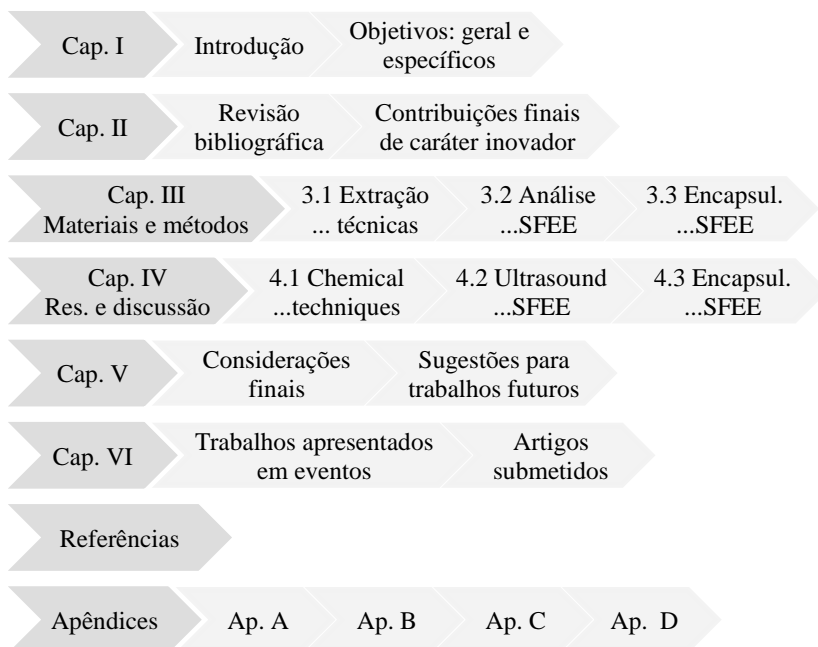 Cap. I
Introdução
Objetivos: geral e
específicos
Cap. II
Revisão
bibliográfica
Contribuições finais
de caráter inovador
Cap. III
Materiais e métodos
3.1 Extração
... técnicas
3.2 Análise
...SFEE
3.3 Encapsul.
...SFEE
Cap. IV
Res. e discussão
4.1 Chemical
...techniques
4.2 Ultrasound
...SFEE
4.3 Encapsul.
...SFEE
Cap. V
Considerações
finais
Sugestões para
trabalhos futuros
Cap. VI
Trabalhos apresentados
em eventos
Artigos
submetidos
Referências
Apêndices
Ap. A
Ap. B
Ap. C
Ap. D